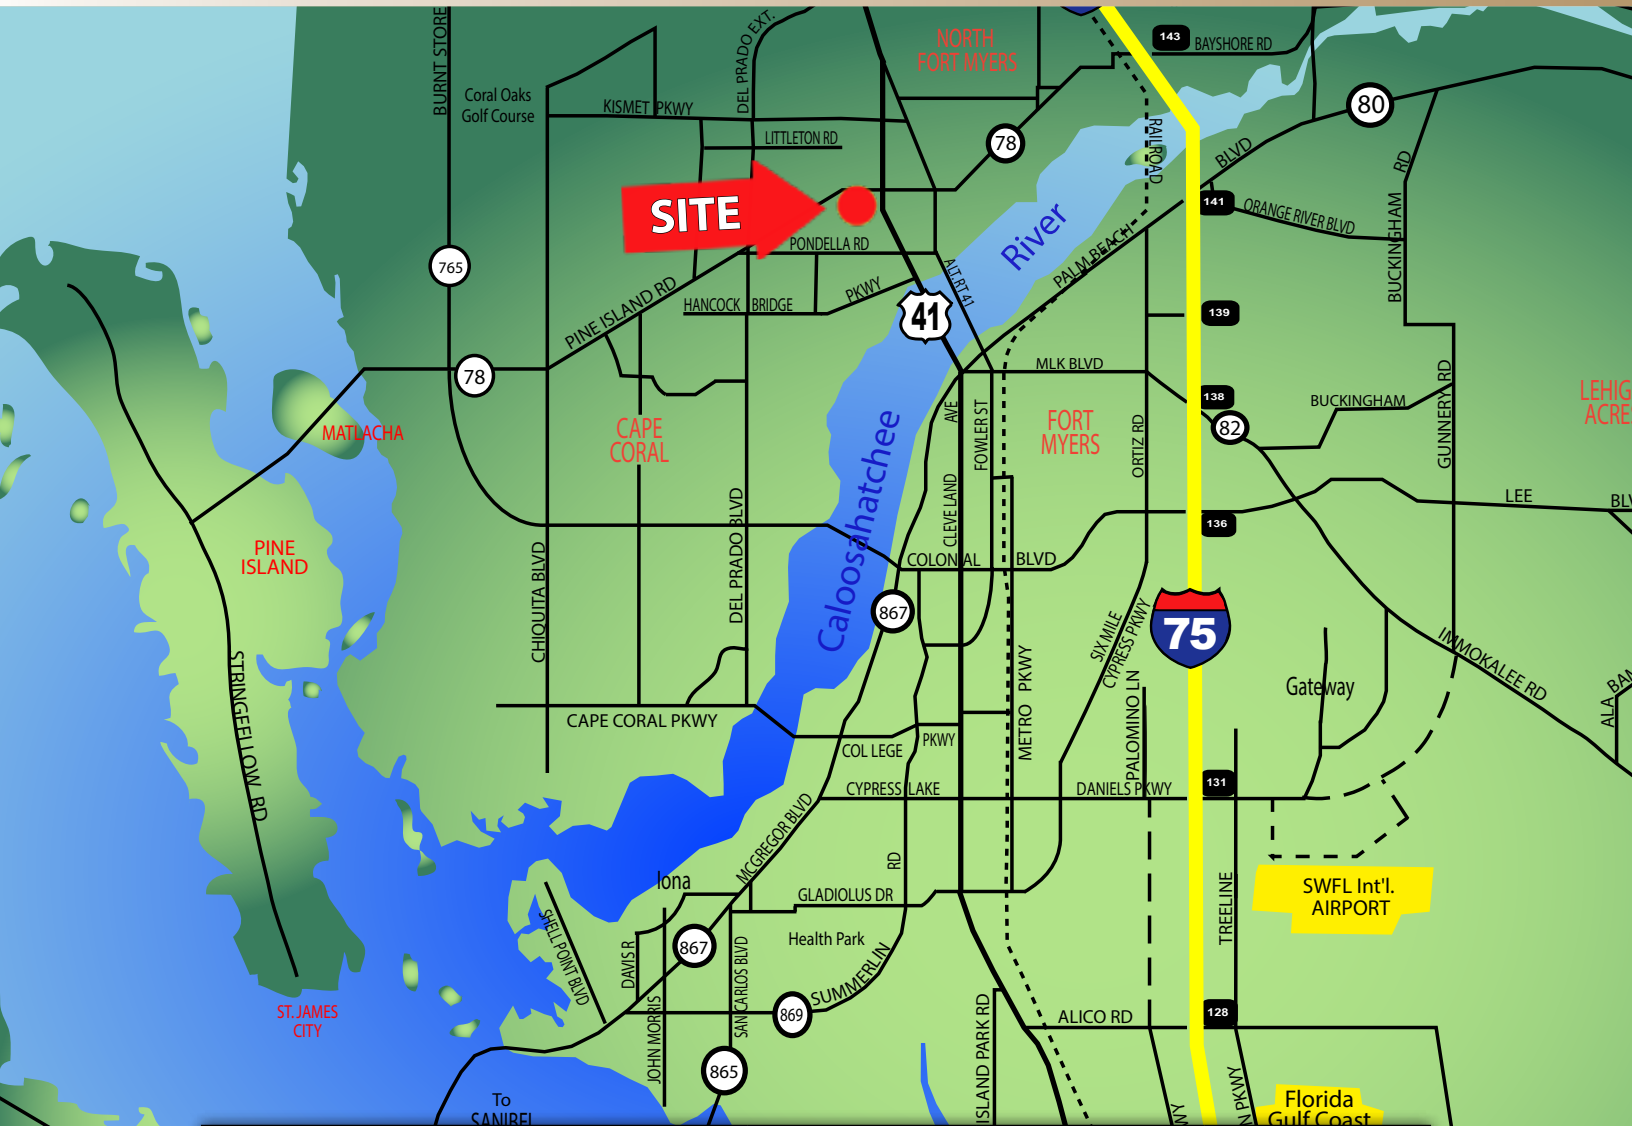 BURNT STORE
DEL PRADO EXT.
NORTH
FORT MYERS
143
BAYSHORE RD
Coral Oaks
Golf Course
KISMET PKWY
80
LITTLETON RD
78
RAILROAD
BLVD
RD
SITE
141
ORANGE RIVER BLVD
BUCKINGHAM
River
PONDELLA RD
PALM BEACH
765
ALT. RT 41
PINE ISLAND RD
HANCOCK BRIDGE PKWY
41
139
78
MLK BLVD
138
BUCKINGHAM
GUNNERY RD
LEHIG
ACRE
MATLACHA
CAPE
CORAL
AVE
FOWLER ST
FORT
MYERS
ORTIZ RD
82
Caloosahatchee
CLEVE LAND
DEL PRADO BLVD
LEE
BLV
136
PINE
ISLAND
CHIQUITA BLVD
COLONIAL BLVD
867
75
SIX MILE
CYPRESS PKWY
IMMOKALEE RD
STRINGFELLOW RD
METRO PKWY
PALOMINO LN
Gateway
BAM
ALA
CAPE CORAL PKWY
COL LEGE
PKWY
131
CYPRESS LAKE
DANIELS PKWY
MCGREGOR BLVD
RD
Iona
GLADIOLUS DR
TREELINE
SWFL Int'l.
AIRPORT
SHELL POINT BLVD
DAVIS R
867
SAN CARLOS BLVD
Health Park
SUMMERLIN
ST. JAMES
CITY
JOHN MORRIS
869
ISLAND PARK RD
ALICO RD
128
865
To
SANIBEL
WY
N PKWY
Florida
Gulf Coast